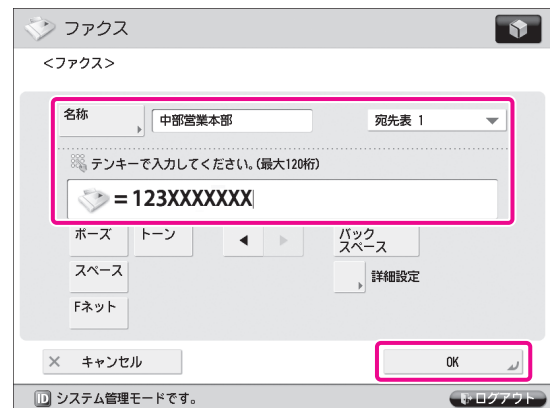 ファクス
<ファクス>
名称
中部営業本部
宛先表 1
テンキーで入力してください。(最大120桁)
= 123XXXXXXX
ポーズ
トーン
バック
スペース
スペース
詳細設定
Fネット
× キャンセル
OK
ID システム管理モードです。
ログアウト